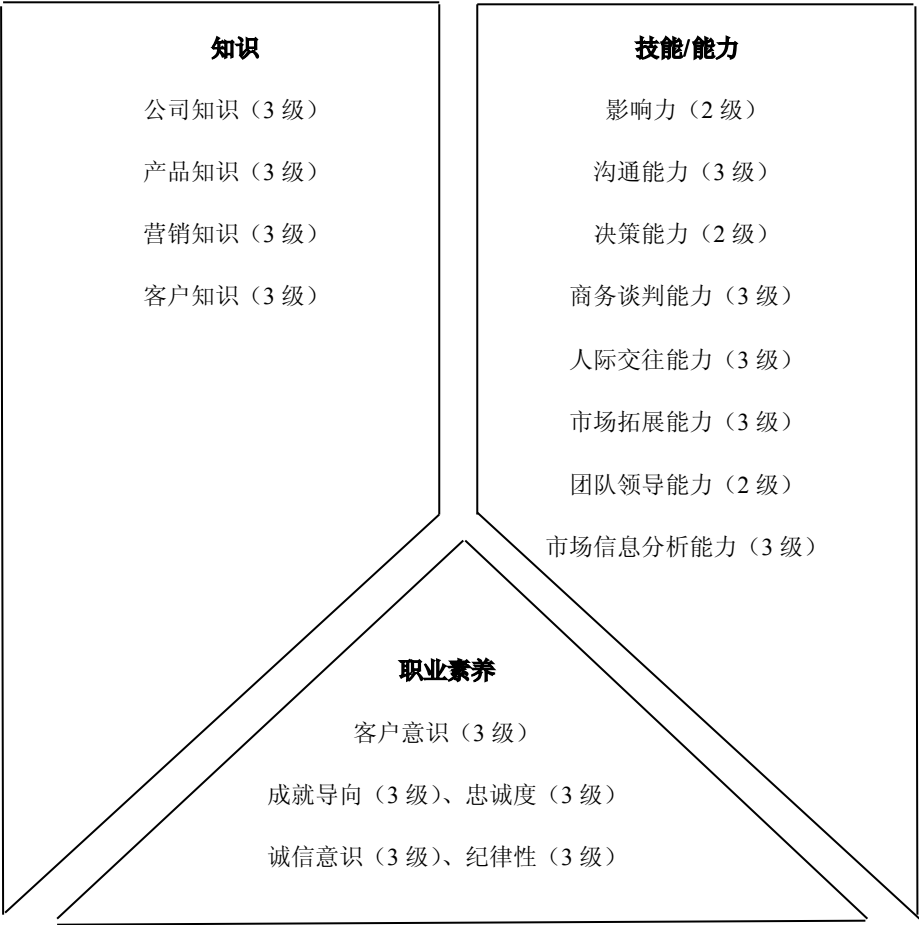 知识
公司知识（3 级）
产品知识（3 级）
营销知识（3 级）
客户知识（3 级）
技能/能力
影响力（2 级）
沟通能力（3 级）
决策能力（2 级）
商务谈判能力（3 级）
人际交往能力（3 级）
市场拓展能力（3 级）
团队领导能力（2 级）
市场信息分析能力（3 级）
职业素养
客户意识（3 级）
成就导向（3 级）、忠诚度（3 级）
诚信意识（3 级）、纪律性（3 级）